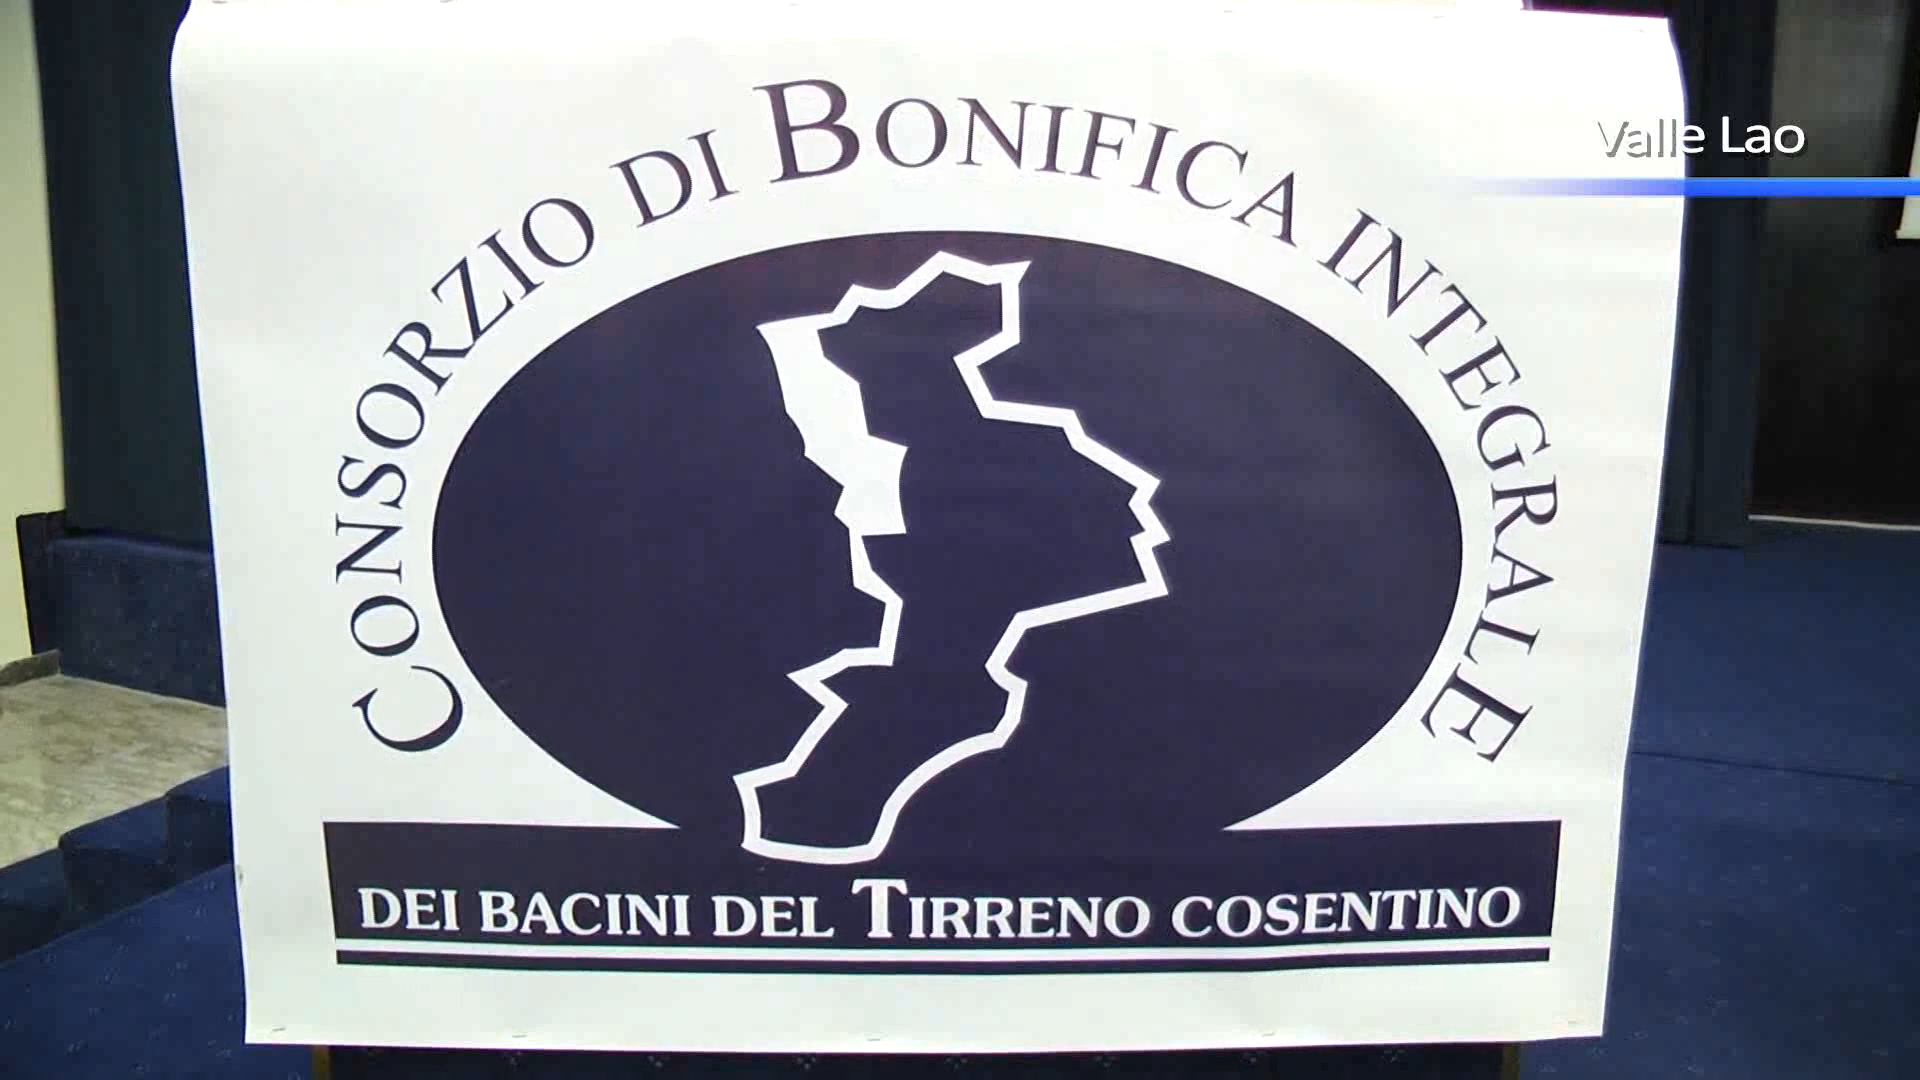 Valle Lao
CONSORZIO DI BONIFICA INTEGRALE
DEI BACINI DEL TIRRENO COSENTINO